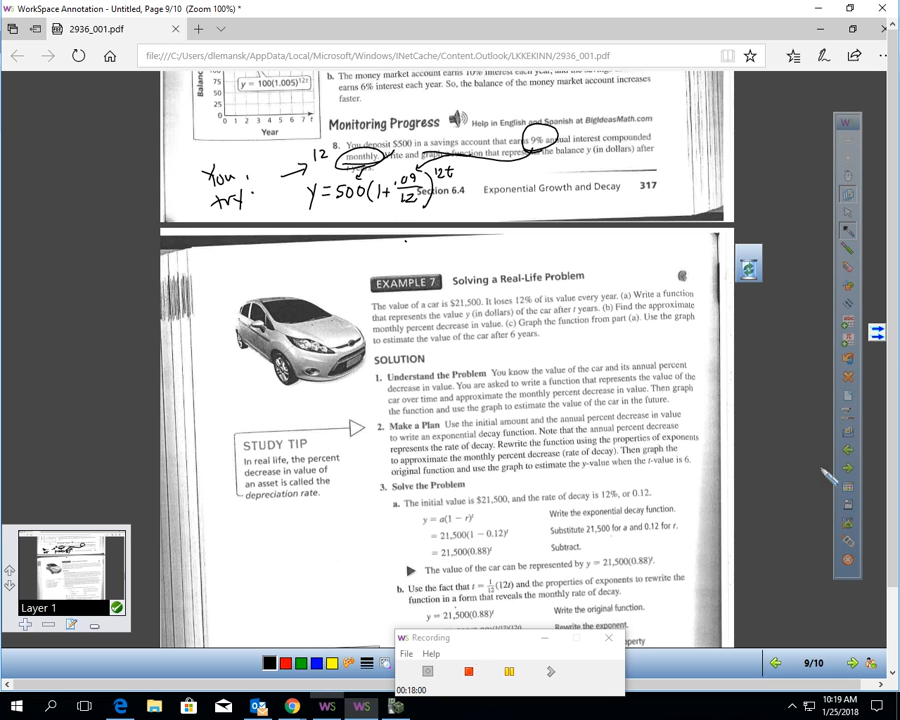 WorkSpace Annotation - Untitled, Page 9/10 (Zoom 100%) *
2936_001.pdf
file:///C:/Users/dlemansk/AppData/Local/Microsoft/Windows/INetCache/Content.Outlook/LKKEKINN/2936_001.pdf
b. The money market account earns 10% interest each year, and the
earns 6% interest each year. So, the balance of the money market account increases
faster.
Balanc
75
50
25
0
y = 100(1.005)^12t
0 1 2 3 4 5 6 7 t
Year
Monitoring Progress
Help in English and Spanish at BigIdeasMath.com
8. You deposit $500 in a savings account that earns 9% annual interest compounded
monthly. Write and graph a function that represents the balance y (in dollars) after
You
try:
12
y = 500(1+.09/12)^12t
Section 6.4 Exponential Growth and Decay 317
EXAMPLE 7 Solving a Real-Life Problem
The value of a car is $21,500. It loses 12% of its value every year. (a) Write a function
that represents the value y (in dollars) of the car after t years. (b) Find the approximate
monthly percent decrease in value. (c) Graph the function from part (a). Use the graph
to estimate the value of the car after 6 years.
SOLUTION
1. Understand the Problem You know the value of the car and its annual percent
decrease in value. You are asked to write a function that represents the value of the
car over time and approximate the monthly percent decrease in value. Then graph
the function and use the graph to estimate the value of the car in the future.
2. Make a Plan Use the initial amount and the annual percent decrease in value
to write an exponential decay function. Note that the annual percent decrease
represents the rate of decay. Rewrite the function using the properties of exponents
to approximate the monthly percent decrease (rate of decay). Then graph the
original function and use the graph to estimate the y-value when the t-value is 6.
STUDY TIP
In real life, the percent
decrease in value of
an asset is called the
depreciation rate.
3. Solve the Problem
a. The initial value is $21,500, and the rate of decay is 12%, or 0.12.
y = a(1 − r)^t Write the exponential decay function.
= 21,500(1 − 0.12)^t Substitute 21,500 for a and 0.12 for r.
= 21,500(0.88)^t Subtract.
The value of the car can be represented by y = 21,500(0.88)^t.
b. Use the fact that t = 1/12(12t) and the properties of exponents to rewrite the
function in a form that reveals the monthly rate of decay.
y = 21,500(0.88)^t Write the original function.
Rewrite the exponent.
Layer 1
WS Recording
File Help
00:18:00
9/10
10:19 AM
1/25/2018